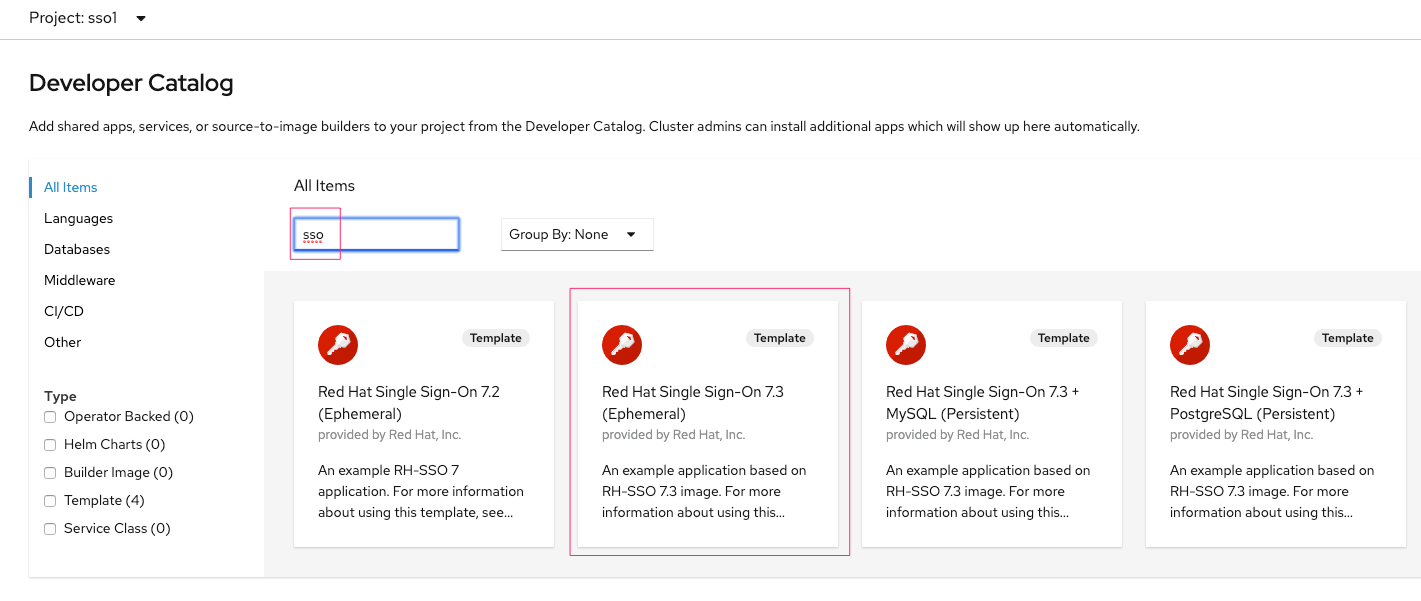 Project: sso1
Developer Catalog
Add shared apps, services, or source-to-image builders to your project from the Developer Catalog. Cluster admins can install additional apps which will show up here automatically.
All Items
Languages
Databases
Middleware
CI/CD
Other
Type
Operator Backed (0)
Helm Charts (0)
Builder Image (0)
Template (4)
Service Class (0)
All Items
sso
Group By: None
Template
Red Hat Single Sign-On 7.2
(Ephemeral)
provided by Red Hat, Inc.
An example RH-SSO 7
application. For more information
about using this template, see...
Template
Red Hat Single Sign-On 7.3
(Ephemeral)
provided by Red Hat, Inc.
An example application based on
RH-SSO 7.3 image. For more
information about using this...
Template
Red Hat Single Sign-On 7.3 +
MySQL (Persistent)
provided by Red Hat, Inc.
An example application based on
RH-SSO 7.3 image. For more
information about using this...
Template
Red Hat Single Sign-On 7.3 +
PostgreSQL (Persistent)
provided by Red Hat, Inc.
An example application based on
RH-SSO 7.3 image. For more
information about using this...